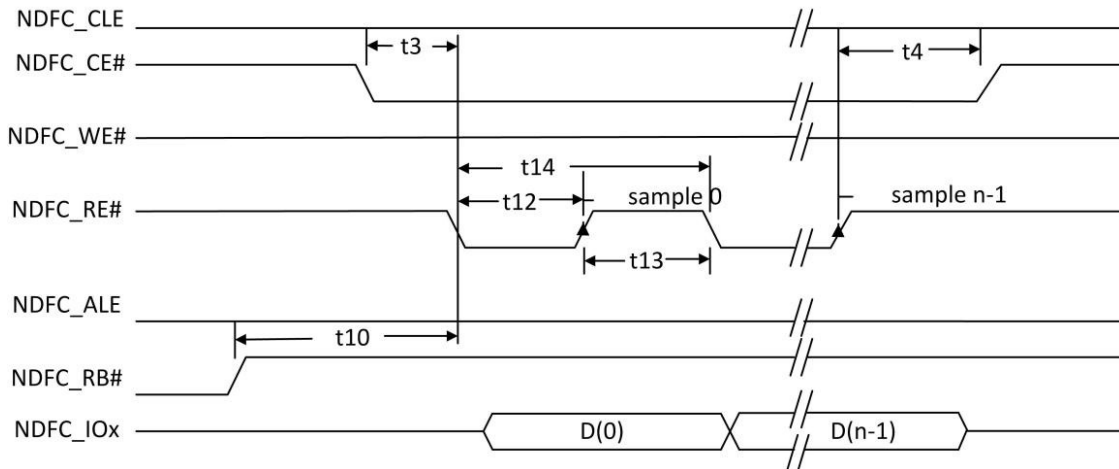 NDFC_CLE
t3
t4
NDFC_CE#
NDFC_WE#
t14
t12
sample 0
sample n-1
NDFC_RE#
t13
NDFC_ALE
t10
NDFC_RB#
NDFC_IOx
D(0)
D(n-1)